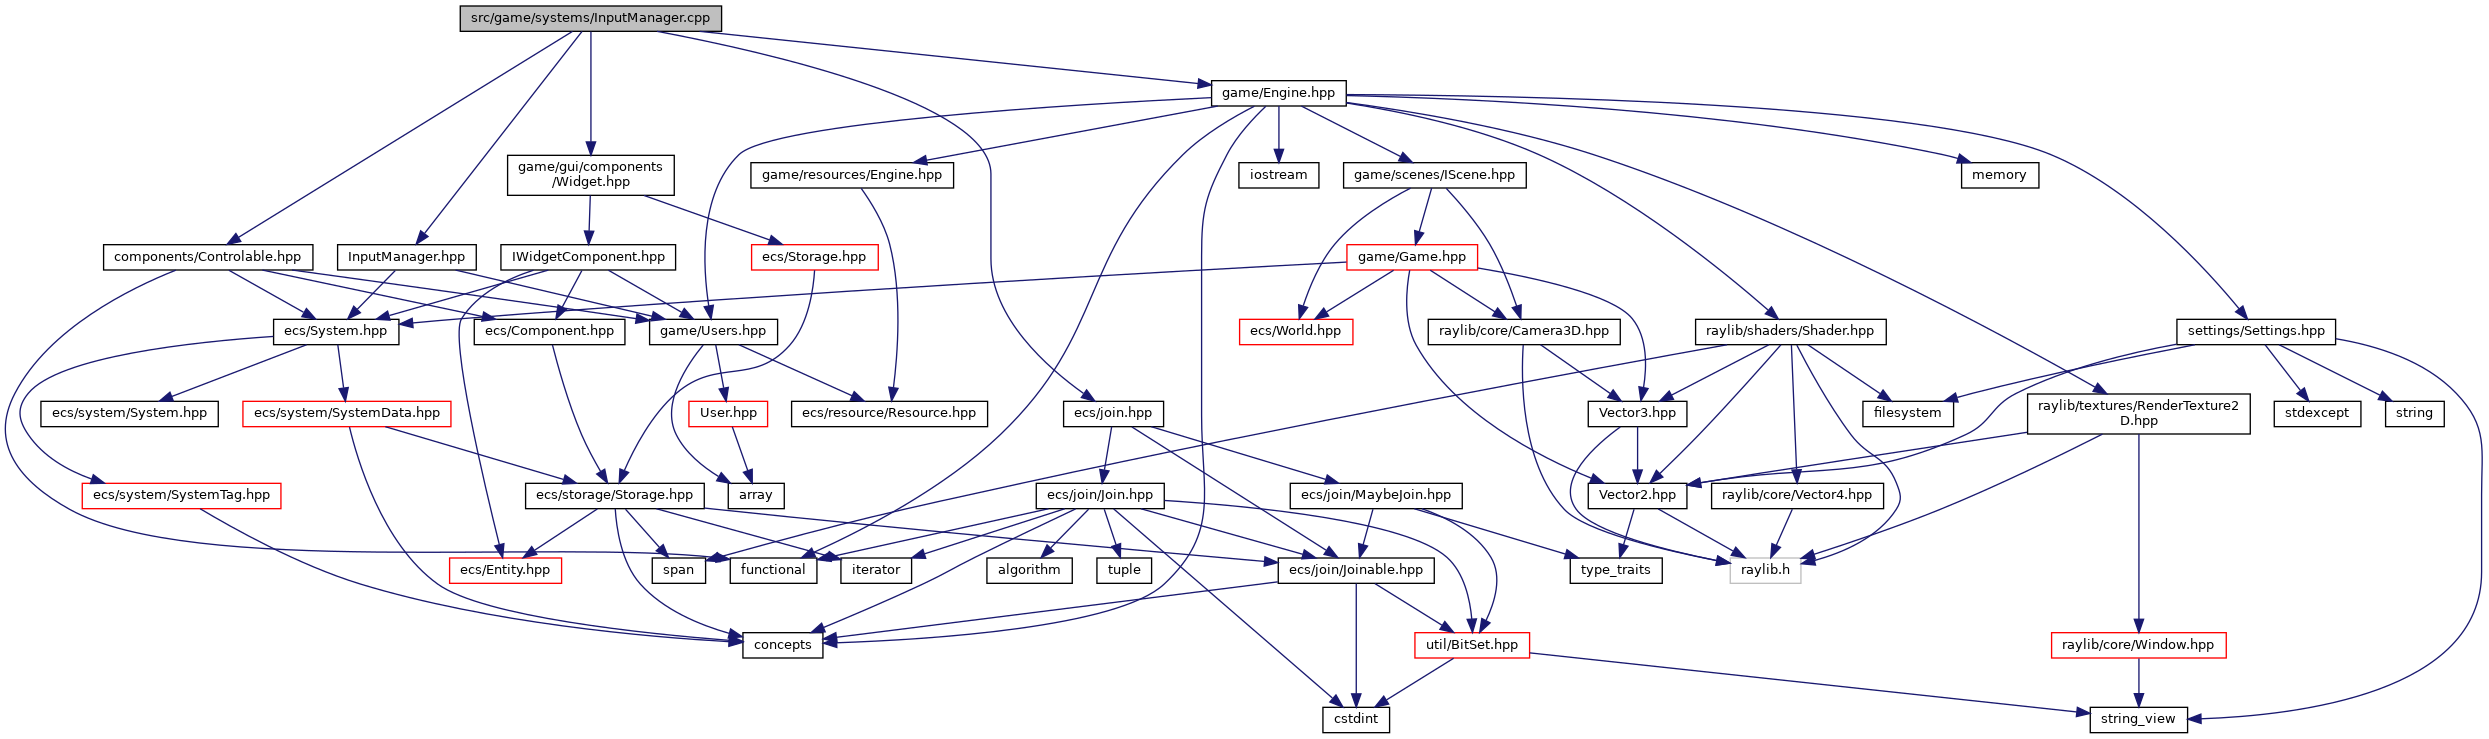 src/game/systems/InputManager.cpp
game/Engine.hpp
game/gui/components
/Widget.hpp
game/resources/Engine.hpp
iostream
game/scenes/IScene.hpp
memory
components/Controlable.hpp
InputManager.hpp
IWidgetComponent.hpp
ecs/Storage.hpp
game/Game.hpp
ecs/System.hpp
ecs/Component.hpp
game/Users.hpp
ecs/World.hpp
raylib/core/Camera3D.hpp
raylib/shaders/Shader.hpp
settings/Settings.hpp
ecs/system/System.hpp
ecs/system/SystemData.hpp
User.hpp
ecs/resource/Resource.hpp
ecs/join.hpp
Vector3.hpp
filesystem
raylib/textures/RenderTexture2
D.hpp
stdexcept
string
ecs/system/SystemTag.hpp
ecs/storage/Storage.hpp
array
ecs/join/Join.hpp
ecs/join/MaybeJoin.hpp
Vector2.hpp
raylib/core/Vector4.hpp
ecs/Entity.hpp
span
functional
iterator
algorithm
tuple
ecs/join/Joinable.hpp
type_traits
raylib.h
concepts
util/BitSet.hpp
raylib/core/Window.hpp
cstdint
string_view